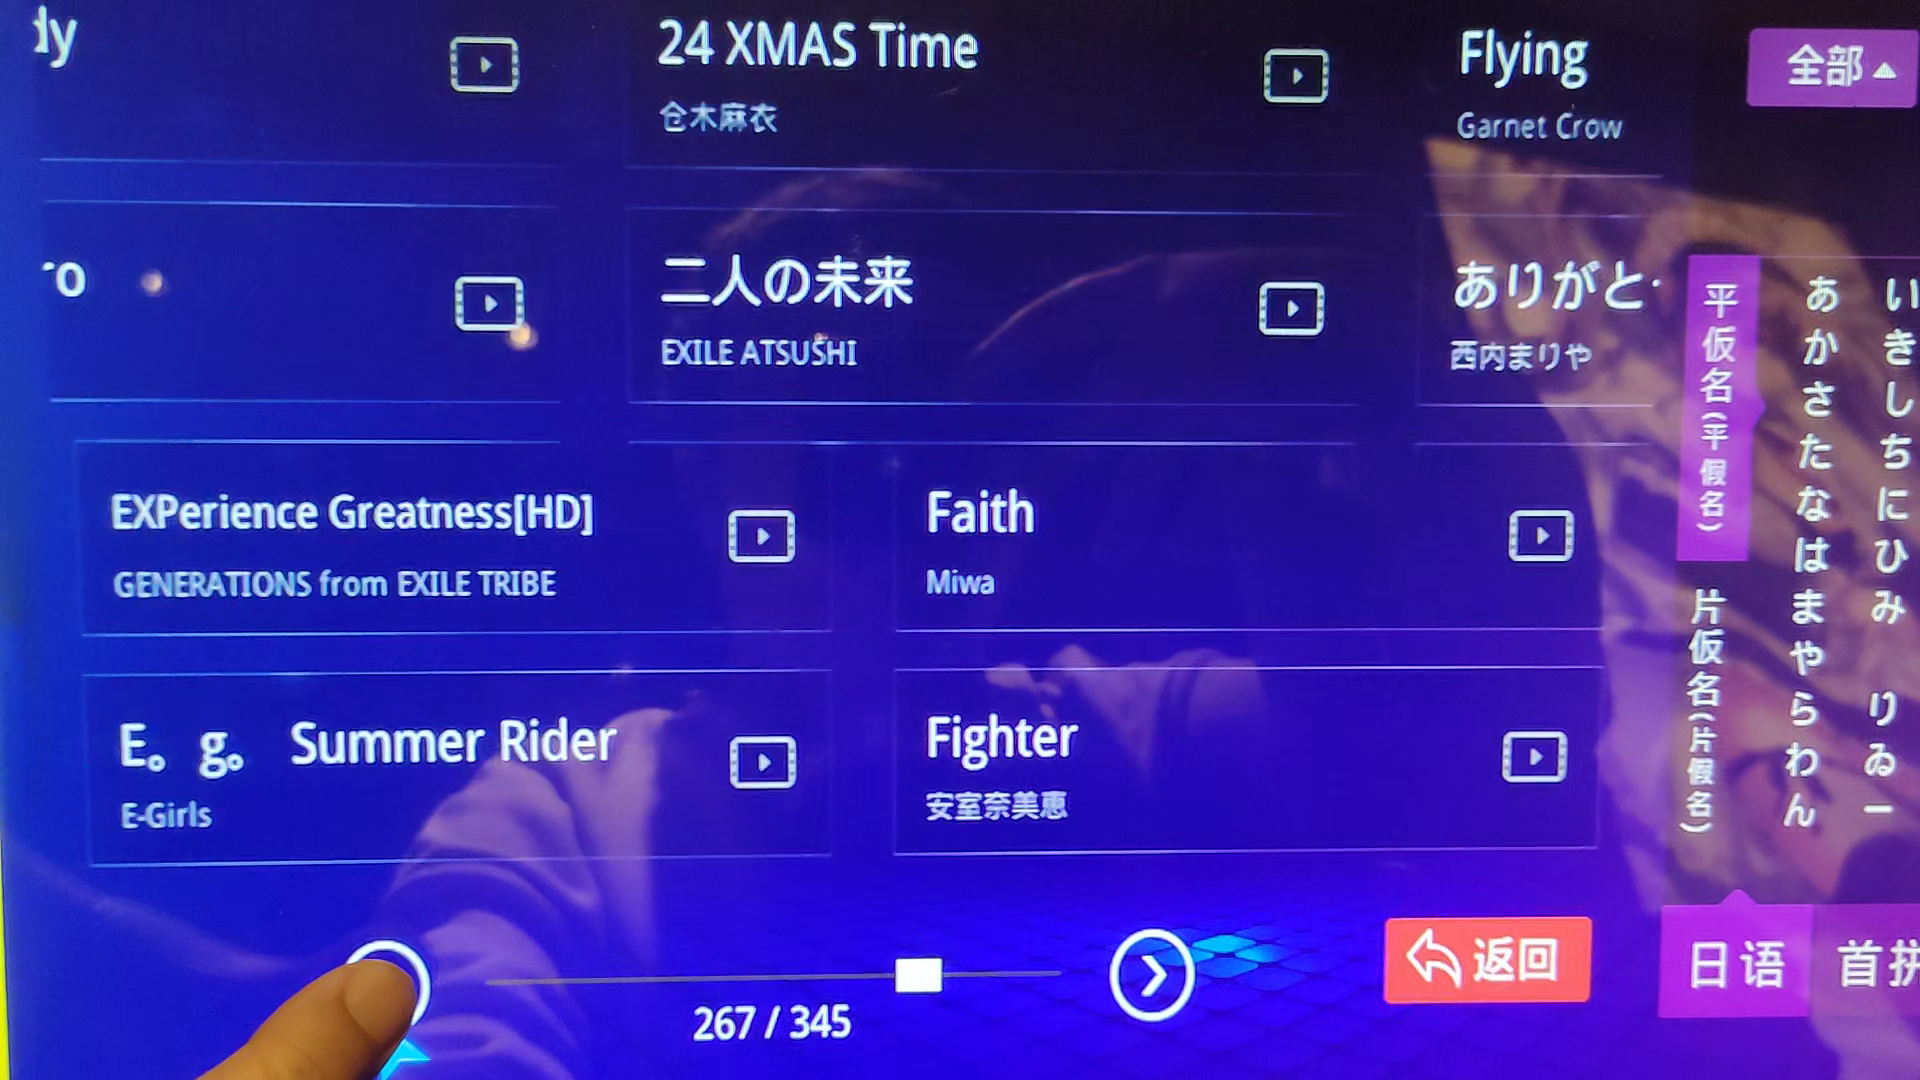 dy
24 XMAS Time
仓木麻衣
Flying
Garnet Crow
全部
ro
二人の未来
EXILE ATSUSHI
ありがと
西内まりや
EXPerience Greatness[HD]
GENERATIONS from EXILE TRIBE
Faith
Miwa
E。g。 Summer Rider
E-Girls
Fighter
安室奈美恵
267 / 345
返回
平仮名(平假名)
片仮名(片假名)
あかさたなはまやらわん
いきしちにひみ りゐー
日语
首拼